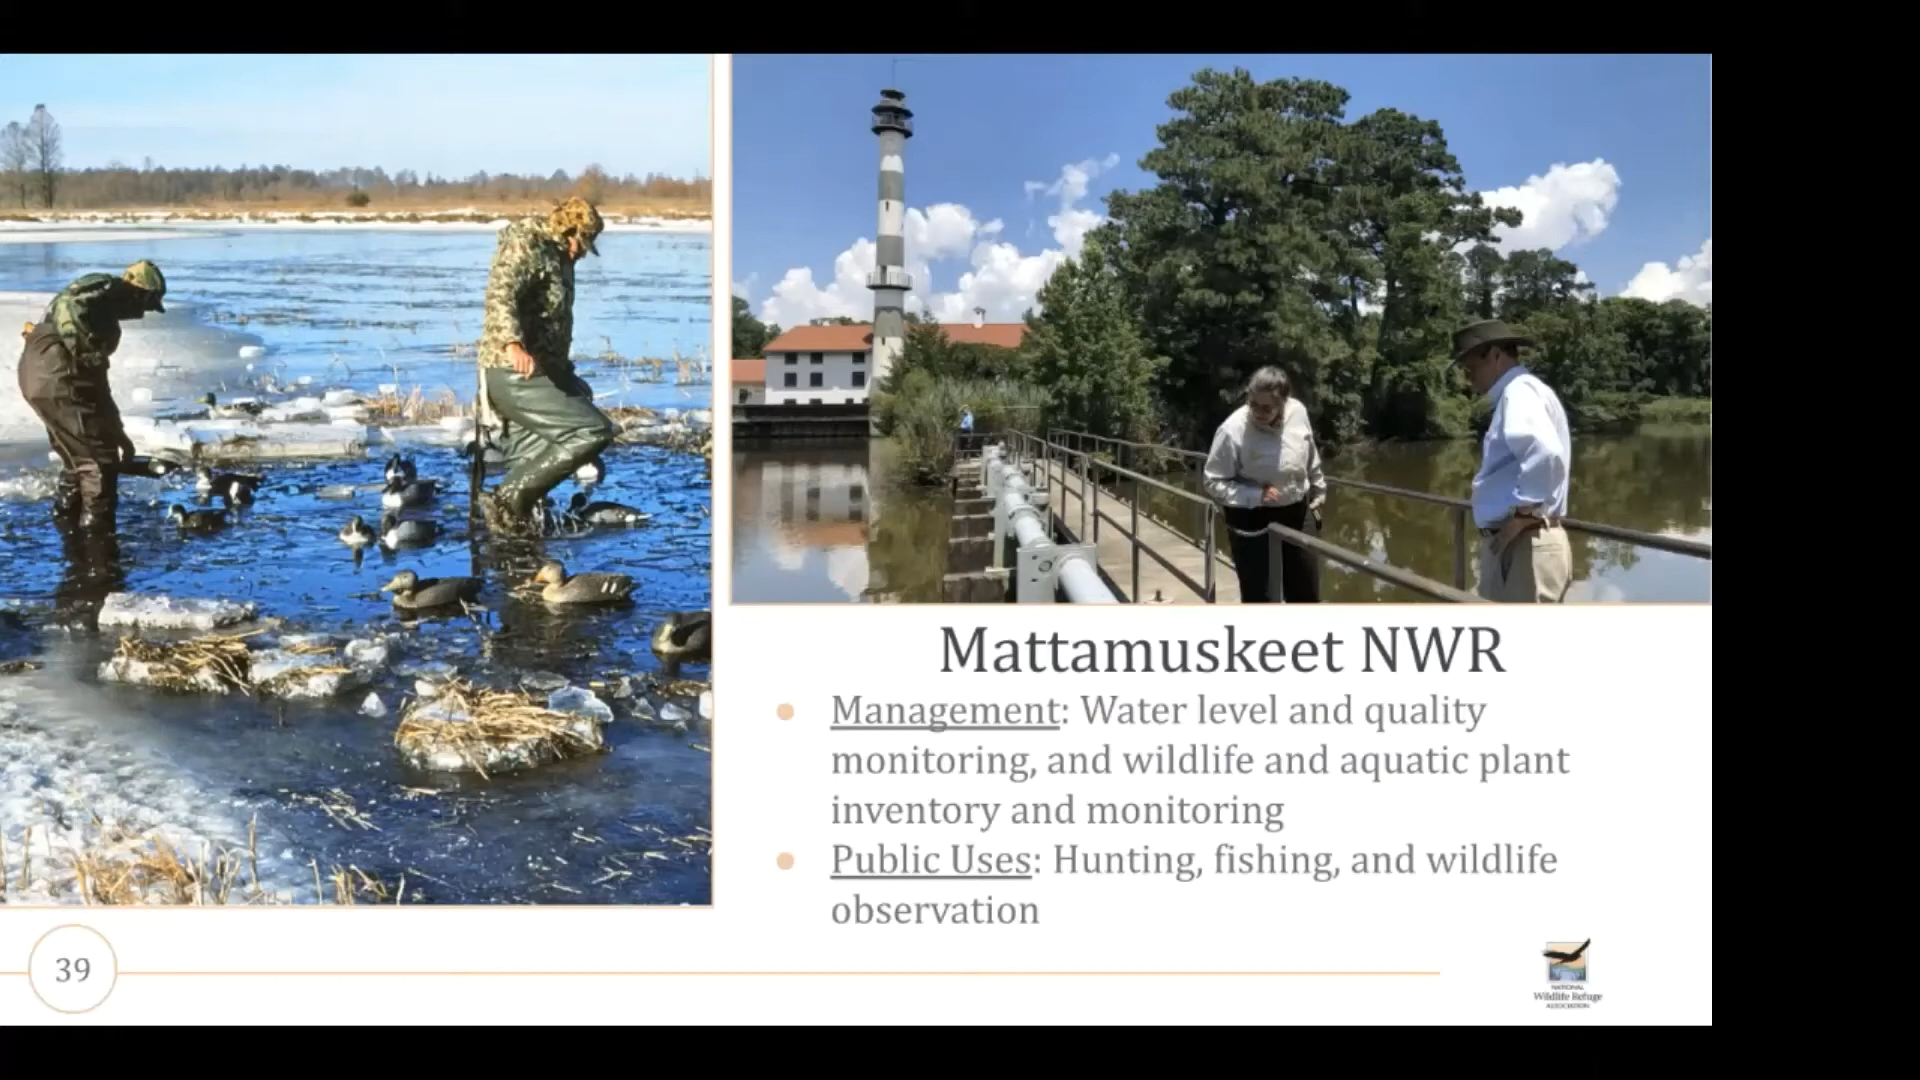 Mattamuskeet NWR
● Management: Water level and quality
monitoring, and wildlife and aquatic plant
inventory and monitoring
● Public Uses: Hunting, fishing, and wildlife
observation
39
NATIONAL
Wildlife Refuge
ASSOCIATION